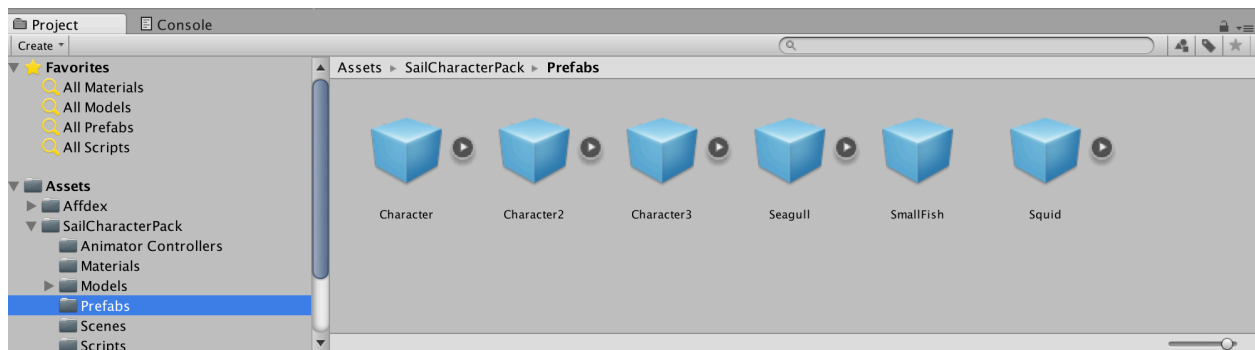 Project
Console
Create
Favorites
All Materials
All Models
All Prefabs
All Scripts
Assets
Affdex
SailCharacterPack
Animator Controllers
Materials
Models
Prefabs
Scenes
Scripts
Assets SailCharacterPack Prefabs
Character Character2 Character3 Seagull SmallFish Squid